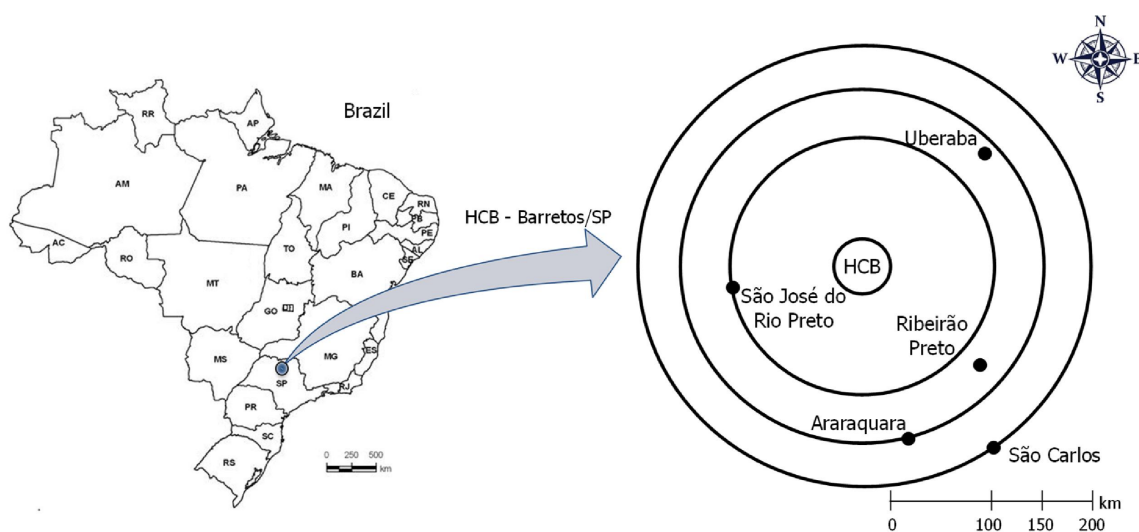 Brazil
RR
AP
AM
PA
MA
CE
RN
PB
PE
AL
SE
PI
AC
RO
TO
BA
MT
GO
DF
MS
MG
ES
SP
RJ
PR
SC
RS
0 250 500
km
HCB - Barretos/SP
N
W E
S
Uberaba
HCB
São José do
Rio Preto
Ribeirão
Preto
Araraquara
São Carlos
km
0 100 150 200